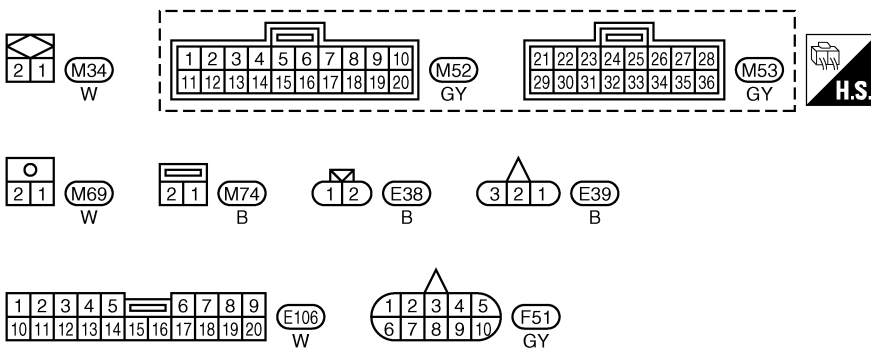 1 2 3 4 5 6 7 8 9 10
21 22 23 24 25 26 27 28
2 1 M34
11 12 13 14 15 16 17 18 19 20
M52
29 30 31 32 33 34 35 36
M53
W
GY
GY
H.S.
2 1 M69
2 1 M74
1 2 E38
3 2 1 E39
W
B
B
B
1 2 3 4 5 6 7 8 9
10 11 12 13 14 15 16 17 18 19 20
E106
W
1 2 3 4 5
6 7 8 9 10
F51
GY